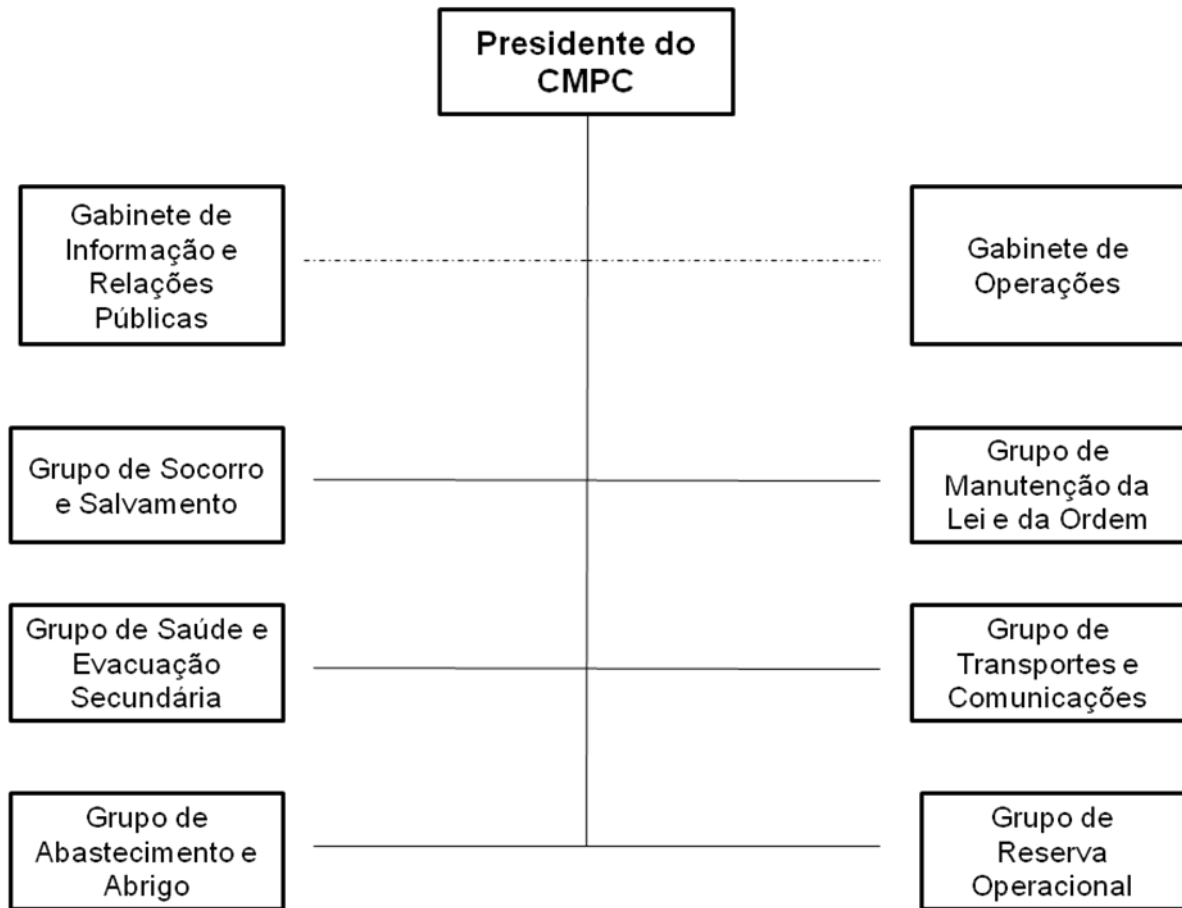 Presidente do
CMPC
Gabinete de
Informação e
Relações
Públicas
Gabinete de
Operações
Grupo de Socorro
e Salvamento
Grupo de
Manutenção da
Lei e da Ordem
Grupo de Saúde e
Evacuação
Secundária
Grupo de
Transportes e
Comunicações
Grupo de
Abastecimento e
Abrigo
Grupo de
Reserva
Operacional